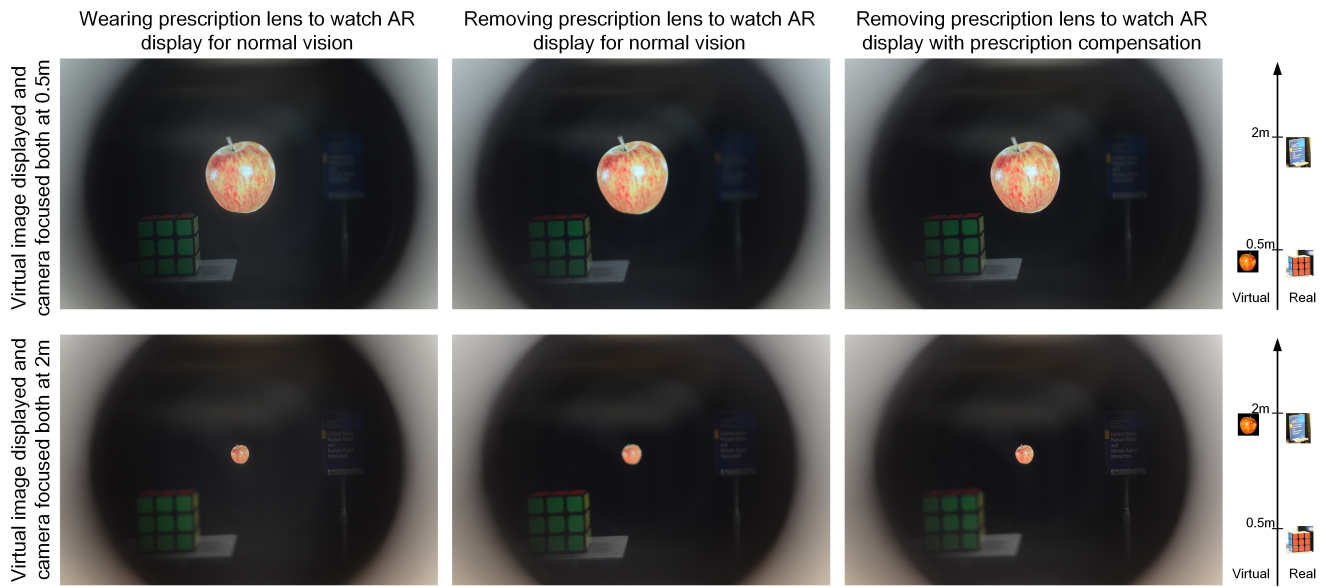 Wearing prescription lens to watch AR
display for normal vision
Removing prescription lens to watch AR
display for normal vision
Removing prescription lens to watch AR
display with prescription compensation
Virtual image displayed and
camera focused both at 0.5m
2m
0.5m
Virtual
Real
Virtual image displayed and
camera focused both at 2m
2m
0.5m
Virtual
Real